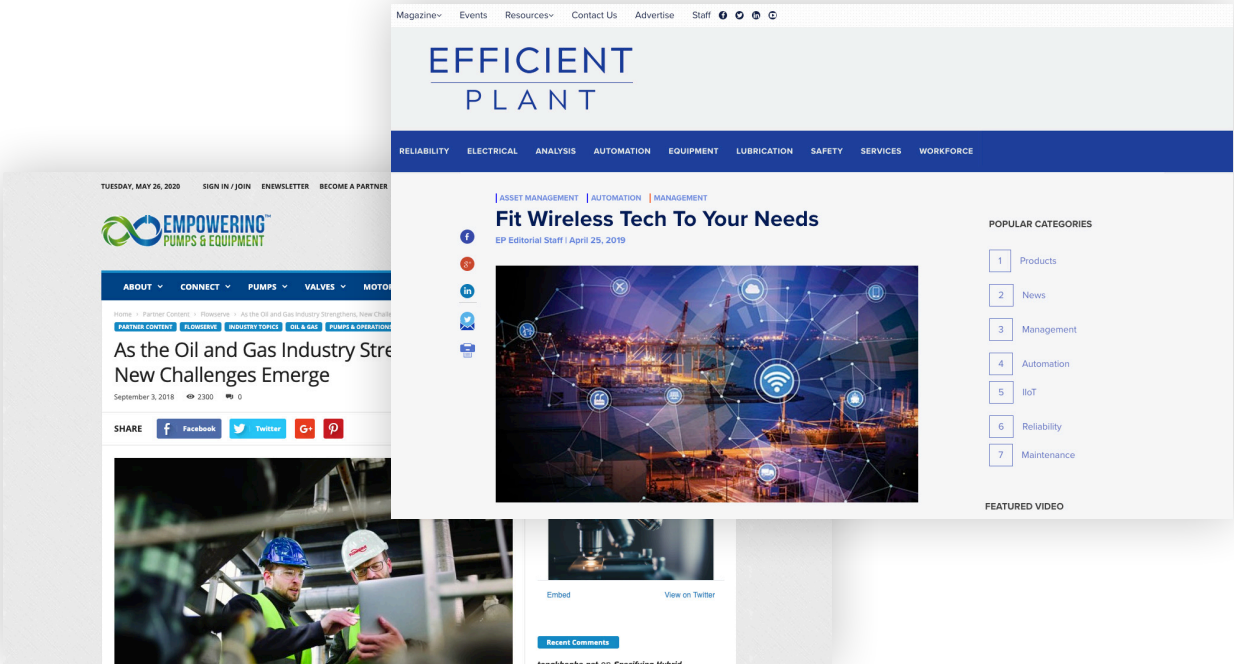 Magazine Events Resources Contact Us Advertise Staff
EFFICIENT
PLANT
RELIABILITY ELECTRICAL ANALYSIS AUTOMATION EQUIPMENT LUBRICATION SAFETY SERVICES WORKFORCE
ASSET MANAGEMENT AUTOMATION MANAGEMENT
Fit Wireless Tech To Your Needs
EP Editorial Staff | April 25, 2019
POPULAR CATEGORIES
1 Products
2 News
3 Management
4 Automation
5 IIoT
6 Reliability
7 Maintenance
FEATURED VIDEO
TUESDAY, MAY 26, 2020 SIGN IN / JOIN ENEWSLETTER BECOME A PARTNER
EMPOWERING™
PUMPS & EQUIPMENT
ABOUT CONNECT PUMPS VALVES MOTOR
Home > Partner Content > Flowserve > As the Oil and Gas Industry Strengthens, New Challe
PARTNER CONTENT FLOWSERVE INDUSTRY TOPICS OIL & GAS PUMPS & OPERATIONS
As the Oil and Gas Industry Stre
New Challenges Emerge
September 3, 2018 2300 0
SHARE Facebook Twitter
Embed View on Twitter
Recent Comments